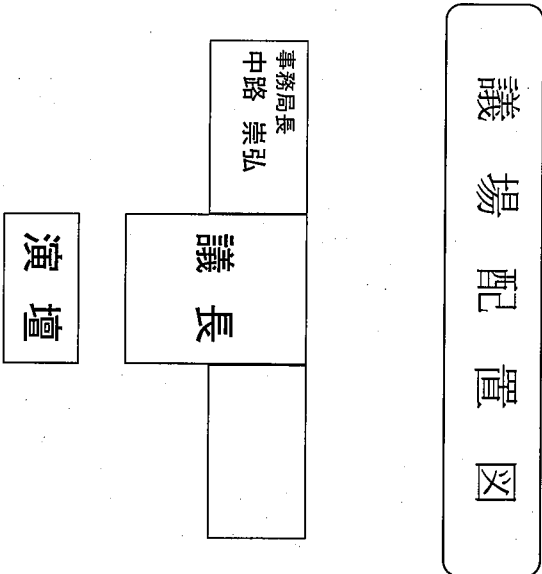 議場配置図
事務局長
中路 崇弘
議長
演壇